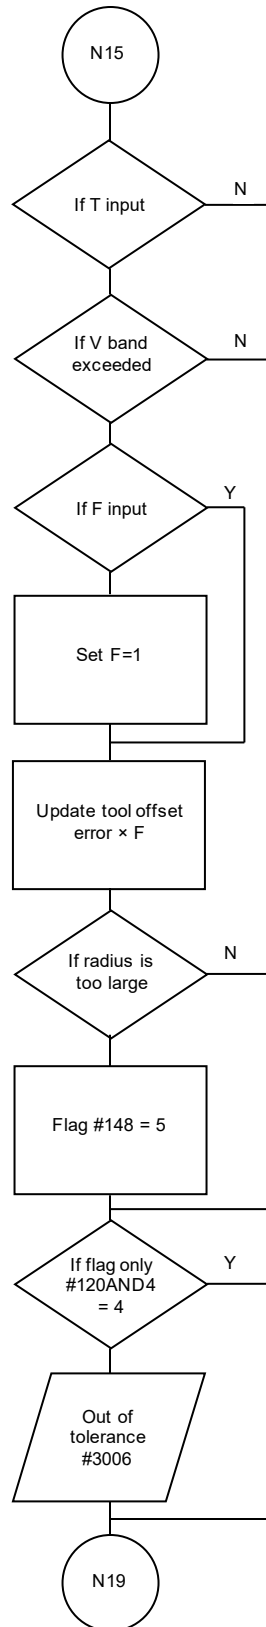 N15
If T input
N
If V band
exceeded
N
If F input
Y
Set F=1
Update tool offset
error × F
If radius is
too large
N
Flag #148 = 5
If flag only
#120AND4
= 4
Y
Out of
tolerance
#3006
N19